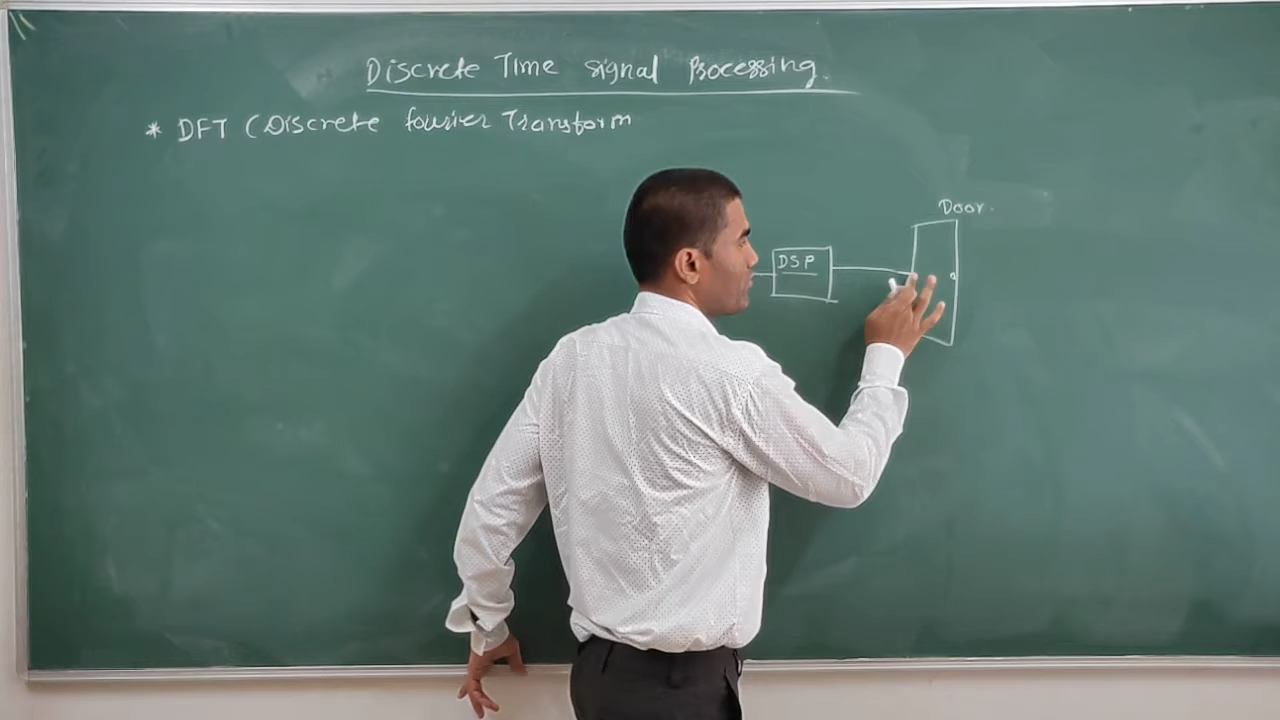 Discrete Time signal Processing.
* DFT (Discrete fourier Transform
Door.
DSP